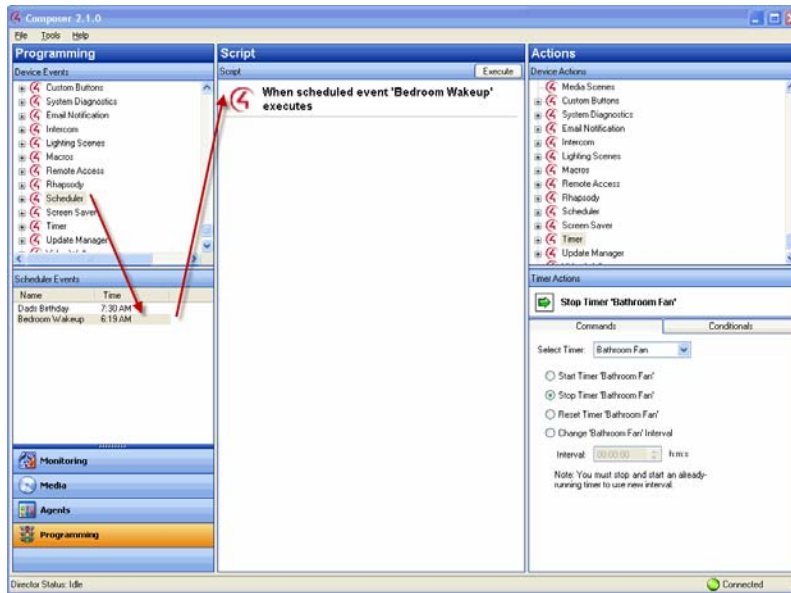 Composer 2.1.0
File Tools Help
Programming
Device Events
Custom Buttons
System Diagnostics
Email Notification
Intercom
Lighting Scenes
Macros
Remote Access
Rhapsody
Scheduler
Screen Saver
Timer
Update Manager
Scheduler Events
Name Time
Dads Birthday 7:30 AM
Bedroom Wakeup 6:19 AM
Monitoring
Media
Agents
Programming
Director Status: Idle
Script
Script Execute
When scheduled event 'Bedroom Wakeup'
executes
Actions
Device Actions
Media Scenes
Custom Buttons
System Diagnostics
Email Notification
Intercom
Lighting Scenes
Macros
Remote Access
Rhapsody
Scheduler
Screen Saver
Timer
Update Manager
Timer Actions
Stop Timer 'Bathroom Fan'
Commands Conditionals
Select Timer: Bathroom Fan
Start Timer 'Bathroom Fan'
Stop Timer 'Bathroom Fan'
Reset Timer 'Bathroom Fan'
Change 'Bathroom Fan' Interval
Interval: 00:00:00 h:m:s
Note: You must stop and start an already-
running timer to use new interval.
Connected